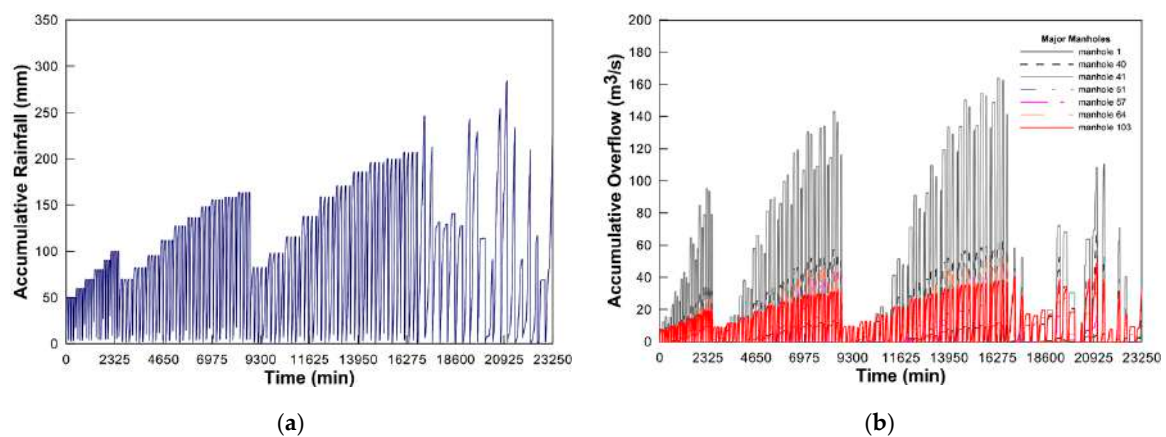 350
300
250
200
150
100
50
0
Accumulative Rainfall (mm)
0 2325 4650 6975 9300 11625 13950 16275 18600 20925 23250
Time (min)
(a)
200
180
160
140
120
100
80
60
40
20
0
Accumulative Overflow (m³/s)
Major Manholes
manhole 1
manhole 40
manhole 41
manhole 51
manhole 57
manhole 64
manhole 103
0 2325 4650 6975 9300 11625 13950 16275 18600 20925 23250
Time (min)
(b)